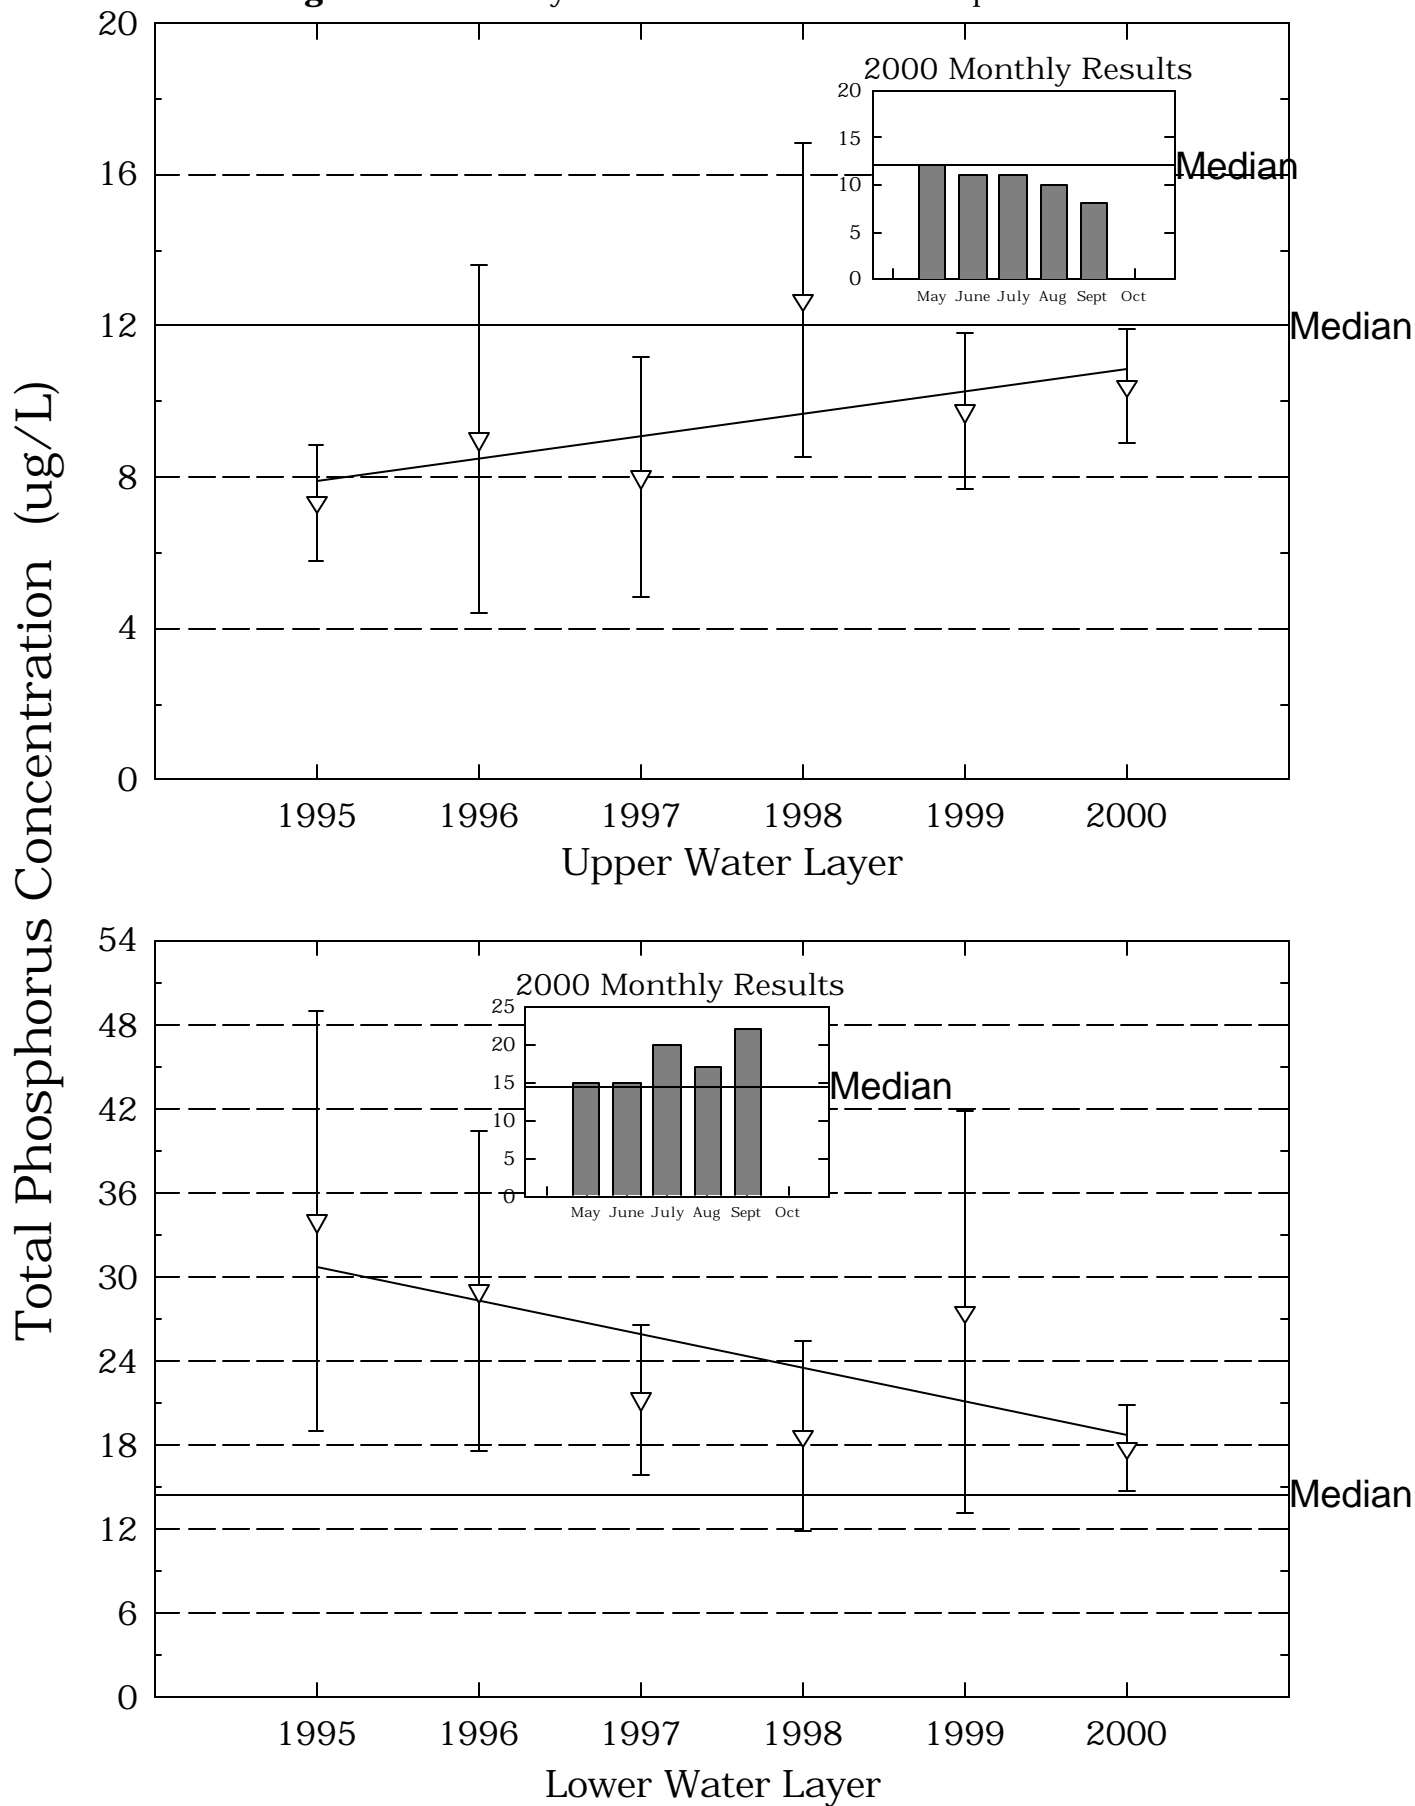 20
2000 Monthly Results
20
15
16
Median
10
5
0
May June July Aug Sept Oct
12
Median
8
4
0
1995 1996 1997 1998 1999 2000
Upper Water Layer
Total Phosphorus Concentration (ug/L)
54
2000 Monthly Results
25
48
20
15
Median
42
10
5
36
0
May June July Aug Sept Oct
30
24
18
Median
12
6
0
1995 1996 1997 1998 1999 2000
Lower Water Layer